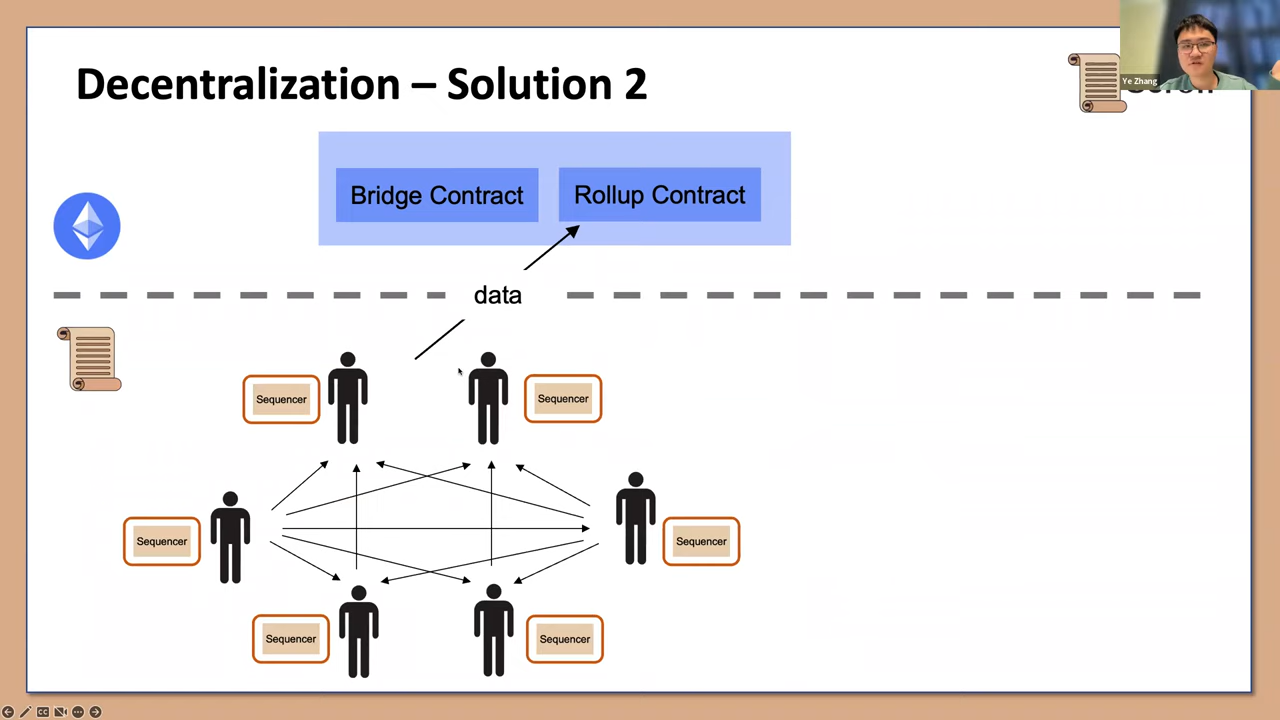 Decentralization – Solution 2
Ye Zhang
Bridge Contract
Rollup Contract
data
Sequencer
Sequencer
Sequencer
Sequencer
Sequencer
Sequencer